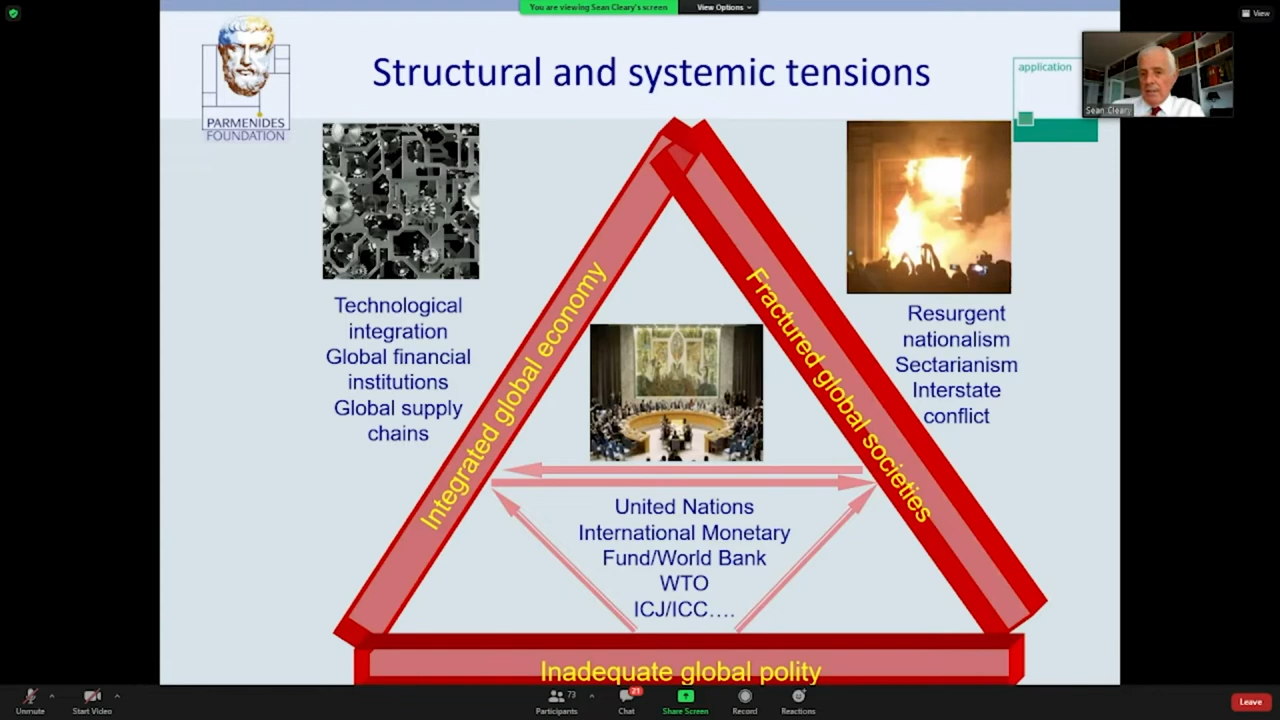 You are viewing Sean Cleary's screen
View Options
View
Structural and systemic tensions
PARMENIDES
FOUNDATION
application
Sean Cleary
Technological
integration
Global financial
institutions
Global supply
chains
Integrated global economy
Fractured global societies
Resurgent
nationalism
Sectarianism
Interstate
conflict
United Nations
International Monetary
Fund/World Bank
WTO
ICJ/ICC....
Inadequate global polity
Unmute
Start Video
Participants
73
Chat
21
Share Screen
Record
Reactions
Leave